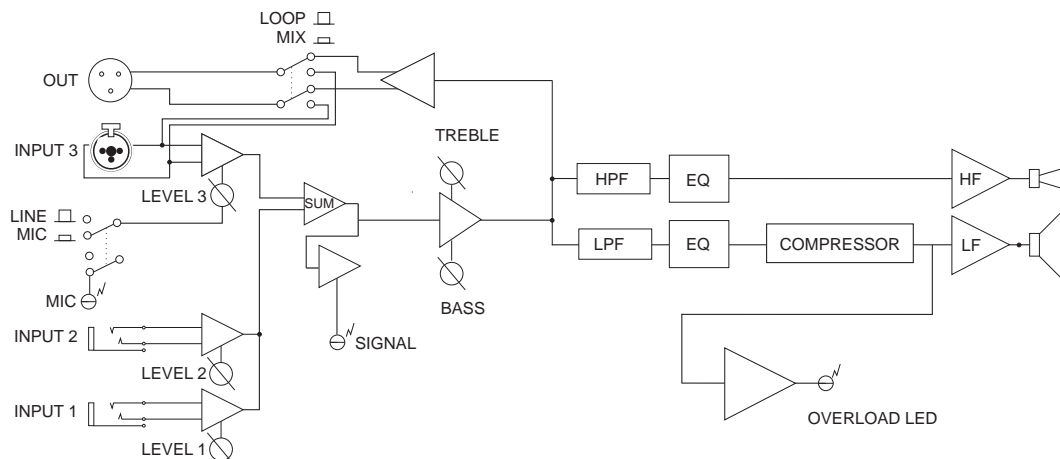 LOOP
MIX
OUT
INPUT 3
LEVEL 3
LINE
MIC
MIC
INPUT 2
LEVEL 2
INPUT 1
LEVEL 1
SUM
SIGNAL
TREBLE
BASS
HPF
EQ
HF
LPF
EQ
COMPRESSOR
LF
OVERLOAD LED